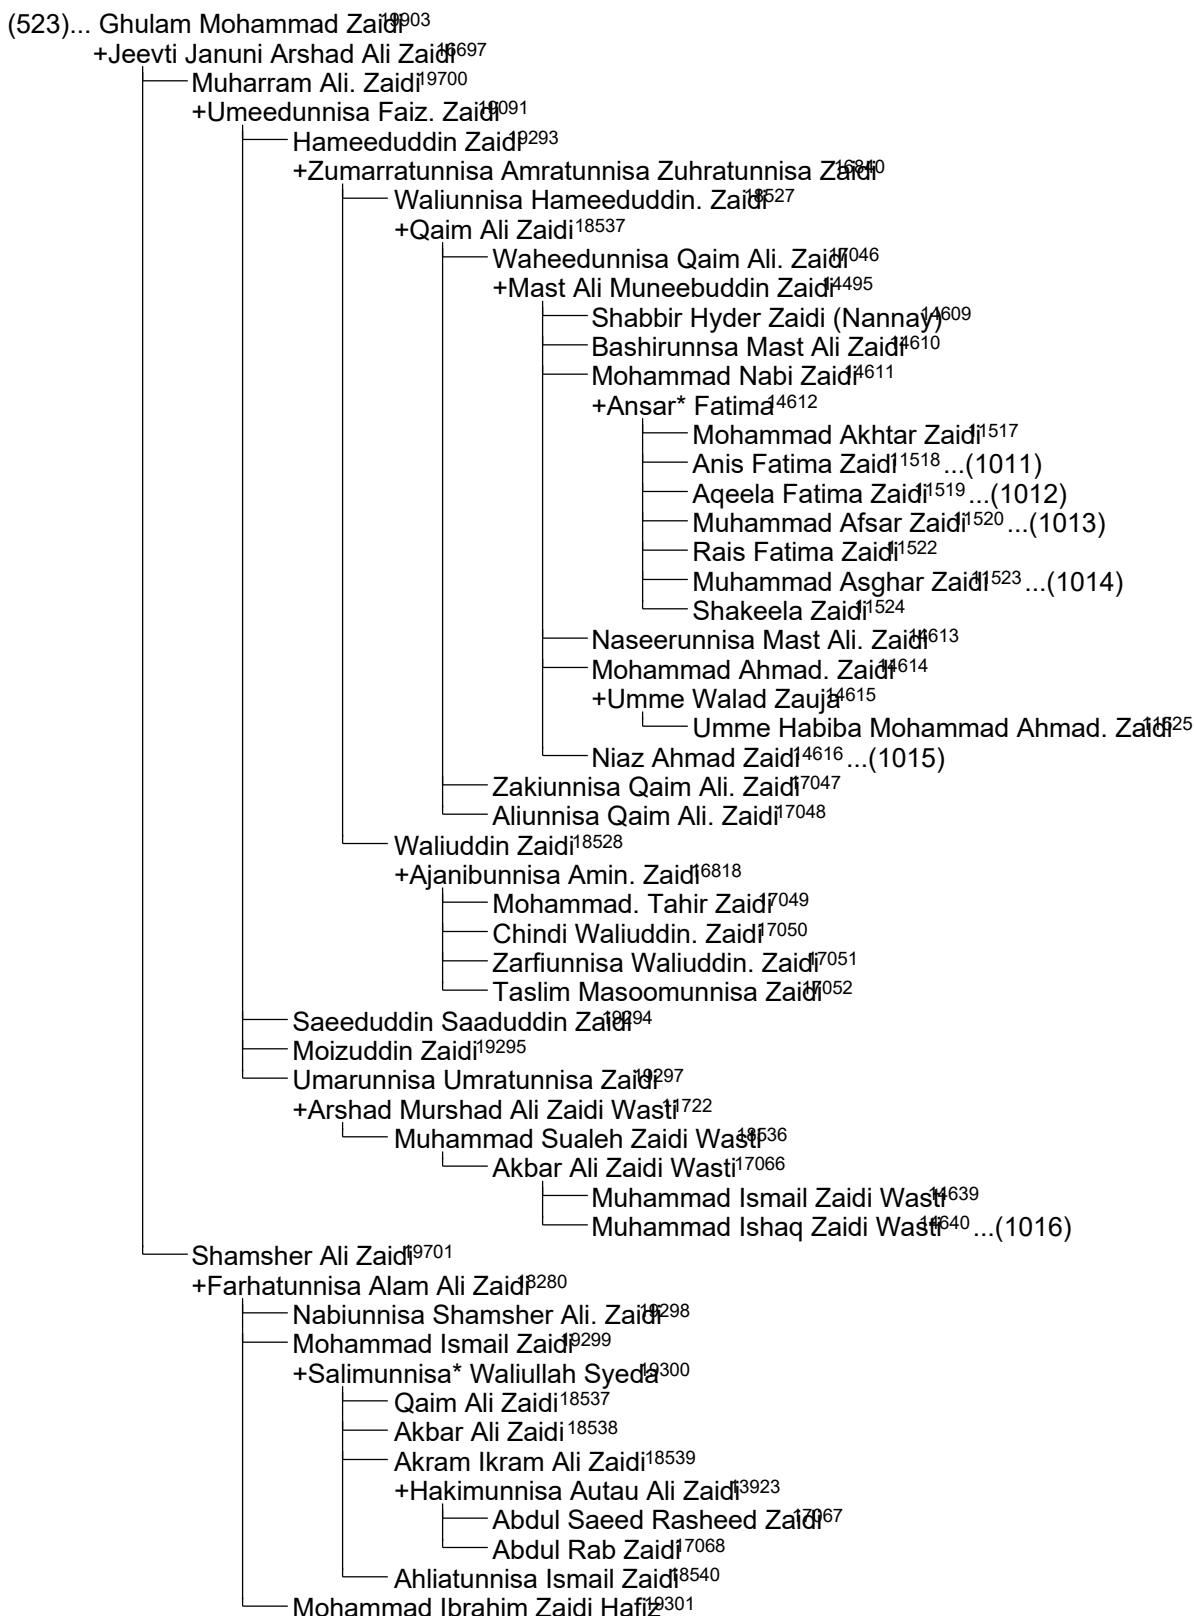 (523)... Ghulam Mohammad Zaidi19903
+Jeevti Januni Arshad Ali Zaidi16697
Muharram Ali. Zaidi19700
+Umeedunnisa Faiz. Zaidi19091
Hameeduddin Zaidi19293
+Zumarratunnisa Amratunnisa Zuhratunnisa Zaidi16840
Waliunnisa Hameeduddin. Zaidi18527
+Qaim Ali Zaidi18537
Waheedunnisa Qaim Ali. Zaidi17046
+Mast Ali Muneebuddin Zaidi14495
Shabbir Hyder Zaidi (Nannay)14609
Bashirunnsa Mast Ali Zaidi14610
Mohammad Nabi Zaidi14611
+Ansar* Fatima14612
Mohammad Akhtar Zaidi11517
Anis Fatima Zaidi11518...(1011)
Aqeela Fatima Zaidi11519...(1012)
Muhammad Afsar Zaidi11520...(1013)
Rais Fatima Zaidi11522
Muhammad Asghar Zaidi11523...(1014)
Shakeela Zaidi11524
Naseerunnisa Mast Ali. Zaidi14613
Mohammad Ahmad. Zaidi14614
+Umme Walad Zauja14615
Umme Habiba Mohammad Ahmad. Zaidi11525
Niaz Ahmad Zaidi14616...(1015)
Zakiunnisa Qaim Ali. Zaidi17047
Aliunnisa Qaim Ali. Zaidi17048
Waliuddin Zaidi18528
+Ajanibunnisa Amin. Zaidi16818
Mohammad. Tahir Zaidi17049
Chindi Waliuddin. Zaidi17050
Zarfiunnisa Waliuddin. Zaidi17051
Taslim Masoomunnisa Zaidi17052
Saeeduddin Saaduddin Zaidi19294
Moizuddin Zaidi19295
Umarunnisa Umratunnisa Zaidi19297
+Arshad Murshad Ali Zaidi Wasti11722
Muhammad Sualeh Zaidi Wasti18536
Akbar Ali Zaidi Wasti17066
Muhammad Ismail Zaidi Wasti14639
Muhammad Ishaq Zaidi Wasti14640...(1016)
Shamsher Ali Zaidi19701
+Farhatunnisa Alam Ali Zaidi18280
Nabiunnisa Shamsher Ali. Zaidi19298
Mohammad Ismail Zaidi19299
+Salimunnisa* Waliullah Syeda19300
Qaim Ali Zaidi18537
Akbar Ali Zaidi18538
Akram Ikram Ali Zaidi18539
+Hakimunnisa Autau Ali Zaidi13923
Abdul Saeed Rasheed Zaidi17067
Abdul Rab Zaidi17068
Ahliatunnisa Ismail Zaidi18540
Mohammad Ibrahim Zaidi Hafiz19301